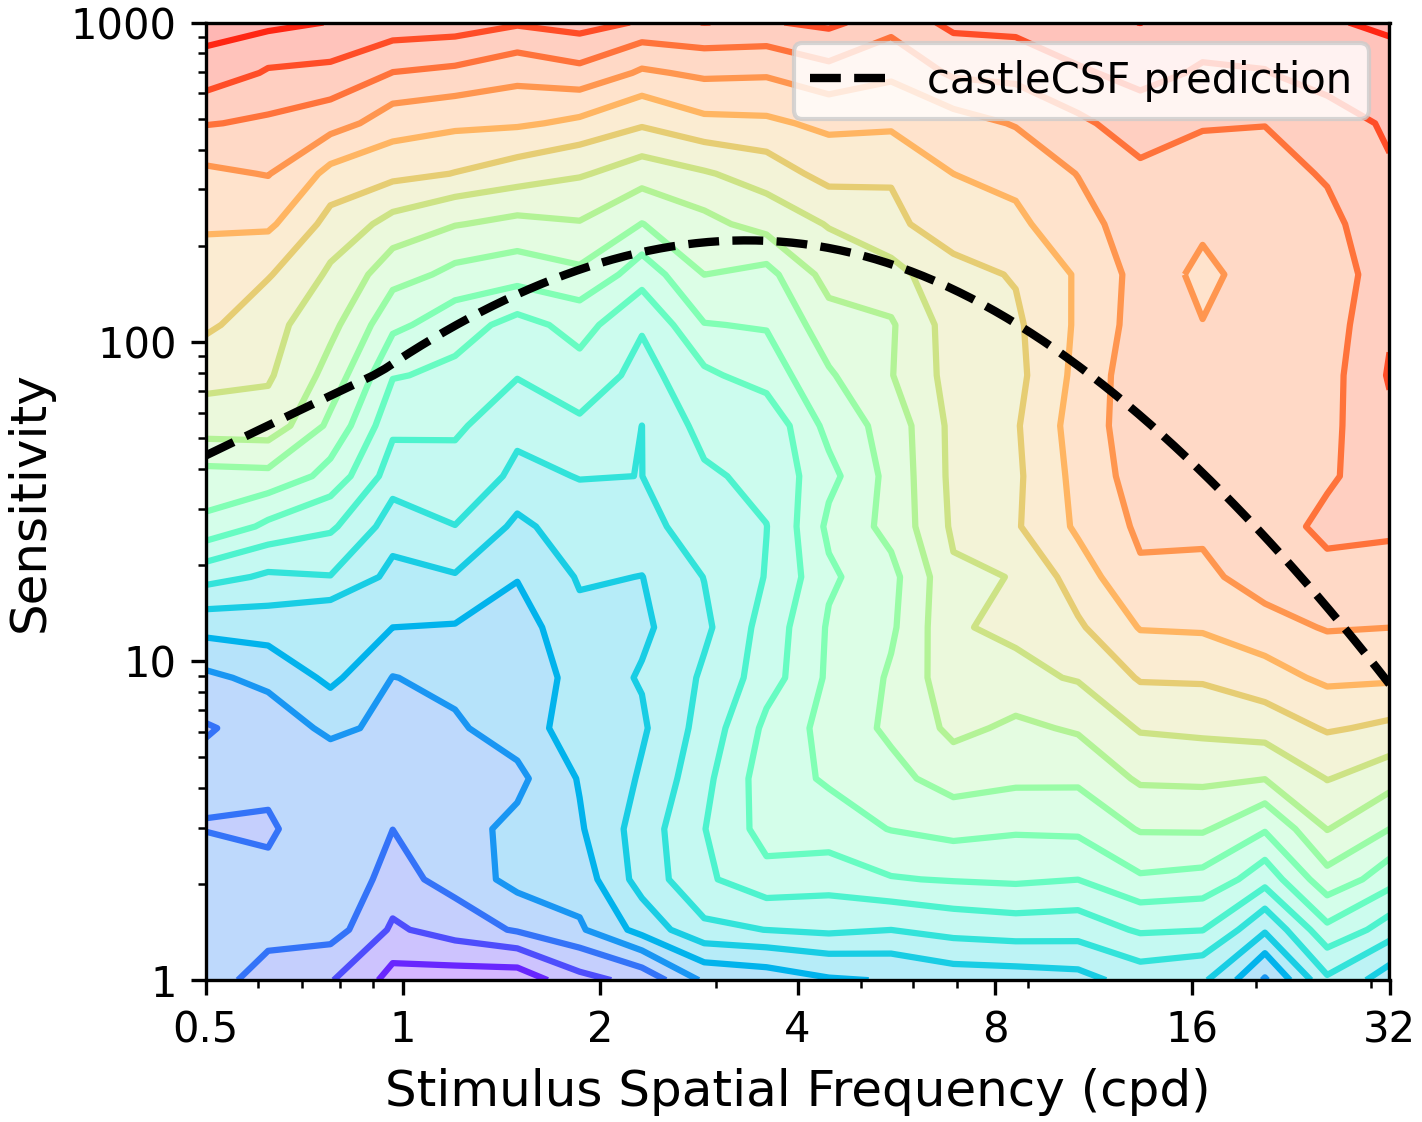 1000
100
10
1
Sensitivity
castleCSF prediction
0.5 1 2 4 8 16 32
Stimulus Spatial Frequency (cpd)